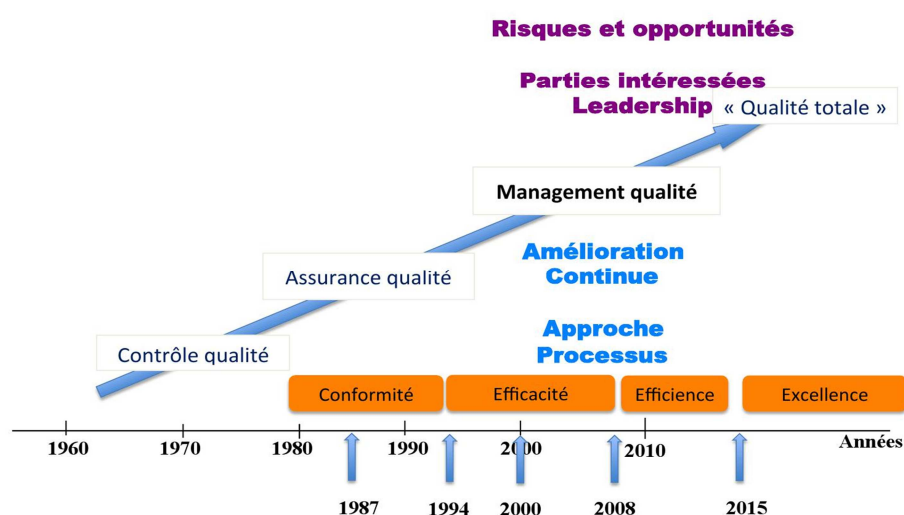 Risques et opportunités
Parties intéressées
Leadership
« Qualité totale »
Management qualité
Amélioration
Continue
Assurance qualité
Approche
Processus
Contrôle qualité
Conformité
Efficacité
Efficience
Excellence
1960
1970
1980
1990
2000
2010
Années
1987
1994
2000
2008
2015